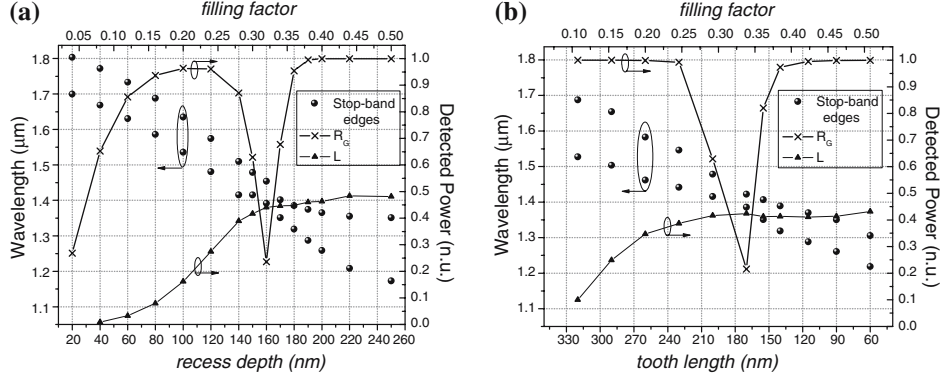 (a)
filling factor
0.05 0.10 0.15 0.20 0.25 0.30 0.35 0.40 0.45 0.50
1.8
1.7
1.6
1.5
1.4
1.3
1.2
1.1
Wavelength (µm)
Stop-band edges
R_G
L
1.0
0.9
0.8
0.7
0.6
0.5
0.4
0.3
0.2
0.1
0.0
Detected Power (n.u.)
20 40 60 80 100 120 140 160 180 200 220 240 260
recess depth (nm)
(b)
filling factor
0.10 0.15 0.20 0.25 0.30 0.35 0.40 0.45 0.50
1.8
1.7
1.6
1.5
1.4
1.3
1.2
1.1
Wavelength (µm)
Stop-band edges
R_G
L
1.0
0.9
0.8
0.7
0.6
0.5
0.4
0.3
0.2
0.1
0.0
Detected Power (n.u.)
330 300 270 240 210 180 150 120 90 60
tooth length (nm)